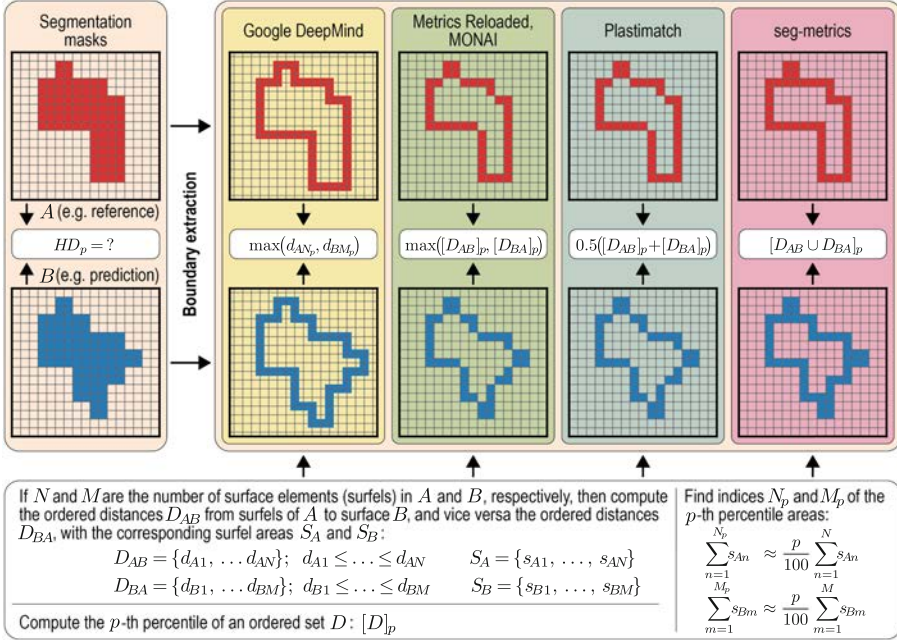 Segmentation
masks
Google DeepMind
Metrics Reloaded,
MONAI
Plastimatch
seg-metrics
A (e.g. reference)
HD_p = ?
B (e.g. prediction)
Boundary extraction
max(d_{AN_p}, d_{BM_p})
max([D_{AB}]_p, [D_{BA}]_p)
0.5([D_{AB}]_p+[D_{BA}]_p)
[D_{AB} ∪ D_{BA}]_p
If N and M are the number of surface elements (surfels) in A and B, respectively, then compute
the ordered distances D_{AB} from surfels of A to surface B, and vice versa the ordered distances
D_{BA}, with the corresponding surfel areas S_A and S_B:
D_{AB} = {d_{A1}, … d_{AN}}; d_{A1} ≤ … ≤ d_{AN} S_A = {s_{A1}, … , s_{AN}}
D_{BA} = {d_{B1}, … d_{BM}}; d_{B1} ≤ … ≤ d_{BM} S_B = {s_{B1}, … , s_{BM}}
Compute the p-th percentile of an ordered set D: [D]_p
Find indices N_p and M_p of the
p-th percentile areas:
\sum_{n=1}^{N_p} s_{An} ≈ \frac{p}{100} \sum_{n=1}^{N} s_{An}
\sum_{m=1}^{M_p} s_{Bm} ≈ \frac{p}{100} \sum_{m=1}^{M} s_{Bm}